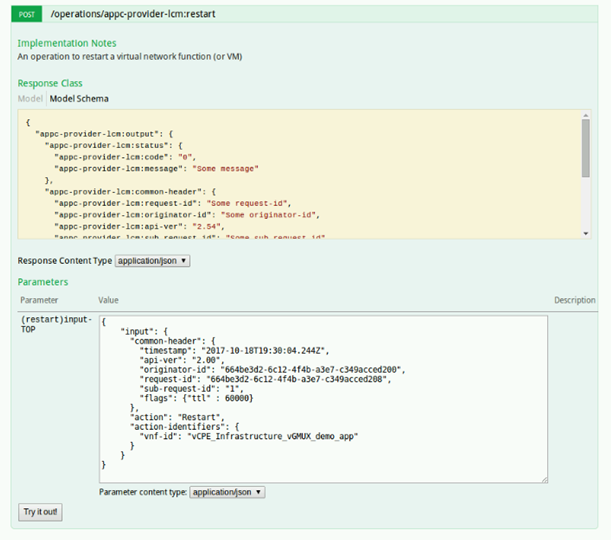 POST /operations/appc-provider-lcm:restart
Implementation Notes
An operation to restart a virtual network function (or VM)
Response Class
Model Model Schema
{
"appc-provider-lcm:output": {
"appc-provider-lcm:status": {
"appc-provider-lcm:code": "0",
"appc-provider-lcm:message": "Some message"
},
"appc-provider-lcm:common-header": {
"appc-provider-lcm:request-id": "Some request-id",
"appc-provider-lcm:originator-id": "Some originator-id",
"appc-provider-lcm:api-ver": "2.54",
"appc-provider-lcm:sub-request-id": "Some sub-request-id",
Response Content Type application/json
Parameters
Parameter Value Description
(restart)input-TOP
{
"input": {
"common-header": {
"timestamp": "2017-10-18T19:30:04.244Z",
"api-ver": "2.00",
"originator-id": "664be3d2-6c12-4f4b-a3e7-c349acced200",
"request-id": "664be3d2-6c12-4f4b-a3e7-c349acced208",
"sub-request-id": "1",
"flags": {"ttl" : 60000}
},
"action": "Restart",
"action-identifiers": {
"vnf-id": "vCPE_Infrastructure_vGMUX_demo_app"
}
}
}
Parameter content type: application/json
Try it out!